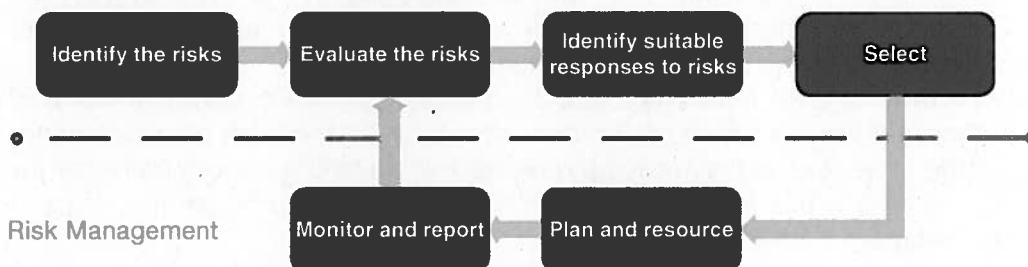 Identify the risks
Evaluate the risks
Identify suitable
responses to risks
Select
Risk Management
Monitor and report
Plan and resource